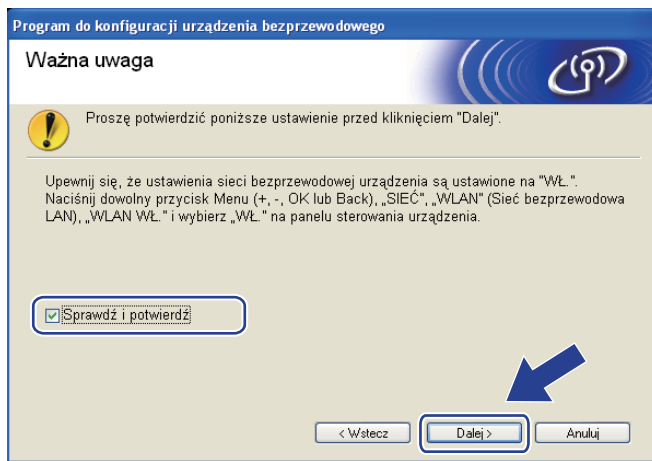 Program do konfiguracji urządzenia bezprzewodowego
Ważna uwaga
Proszę potwierdzić poniższe ustawienie przed kliknięciem "Dalej".
Upewnij się, że ustawienia sieci bezprzewodowej urządzenia są ustawione na "WŁ.".
Naciśnij dowolny przycisk Menu (+, -, OK lub Back), „SIEĆ", „WLAN" (Sieć bezprzewodowa
LAN), „WLAN WŁ." i wybierz „WŁ." na panelu sterowania urządzenia.
Sprawdź i potwierdź
< Wstecz
Dalej >
Anuluj